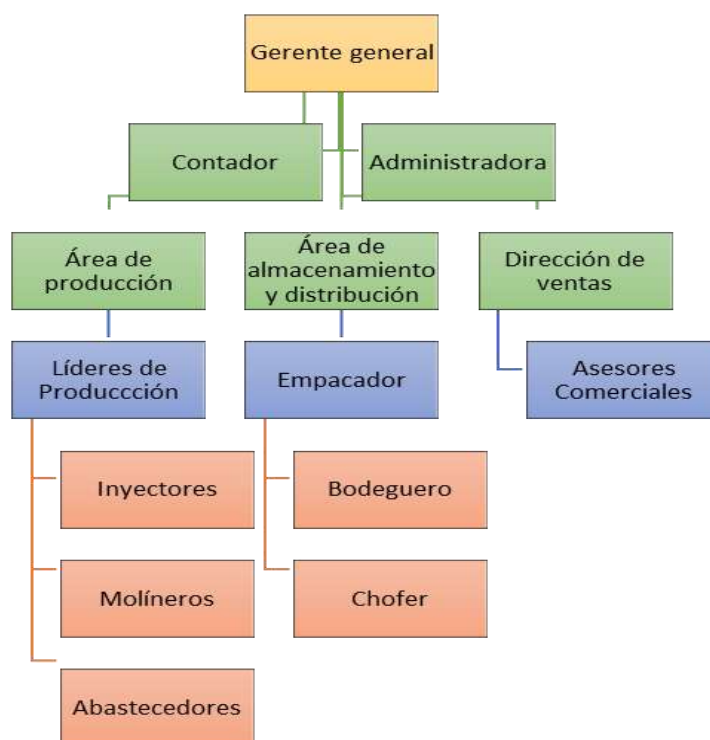 Gerente general
Contador
Administradora
Área de
producción
Área de
almacenamiento
y distribución
Dirección de
ventas
Líderes de
Produccción
Empacador
Asesores
Comerciales
Inyectores
Bodeguero
Molíneros
Chofer
Abastecedores